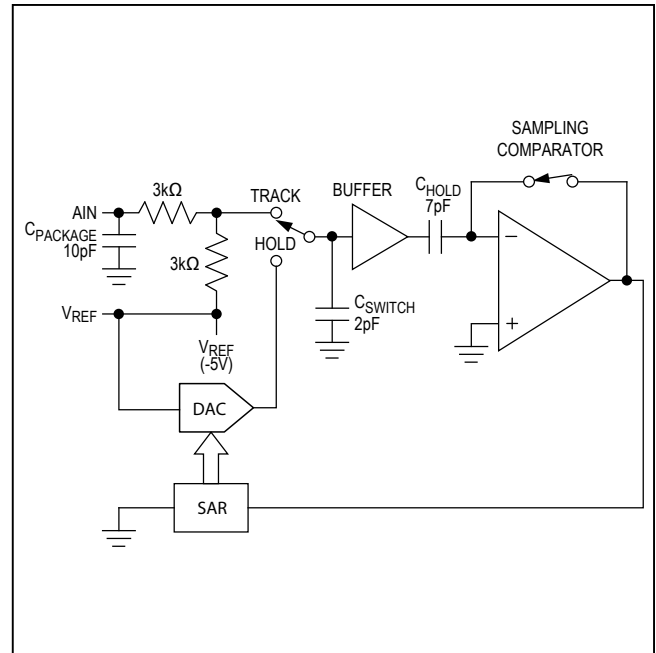 SAMPLING
COMPARATOR
3kΩ
TRACK
BUFFER
CHOLD
7pF
AIN
CPACKAGE
10pF
HOLD
3kΩ
−
+
CSWITCH
2pF
VREF
VREF
(-5V)
DAC
SAR